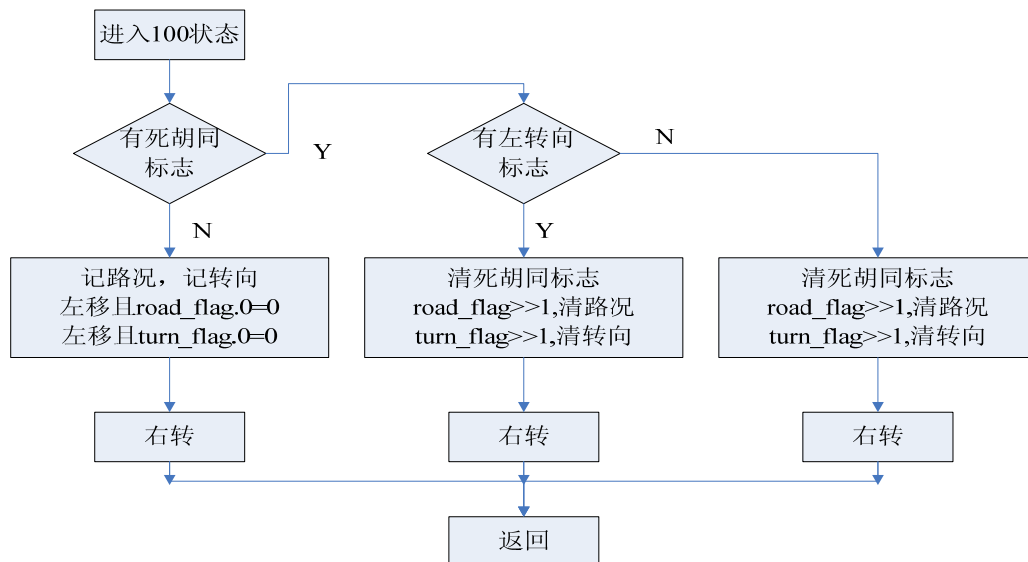 进入100状态
有死胡同
标志
Y
N
有左转向
标志
N
Y
记路况，记转向
左移且road_flag.0=0
左移且turn_flag.0=0
清死胡同标志
road_flag>>1,清路况
turn_flag>>1,清转向
清死胡同标志
road_flag>>1,清路况
turn_flag>>1,清转向
右转
右转
右转
返回